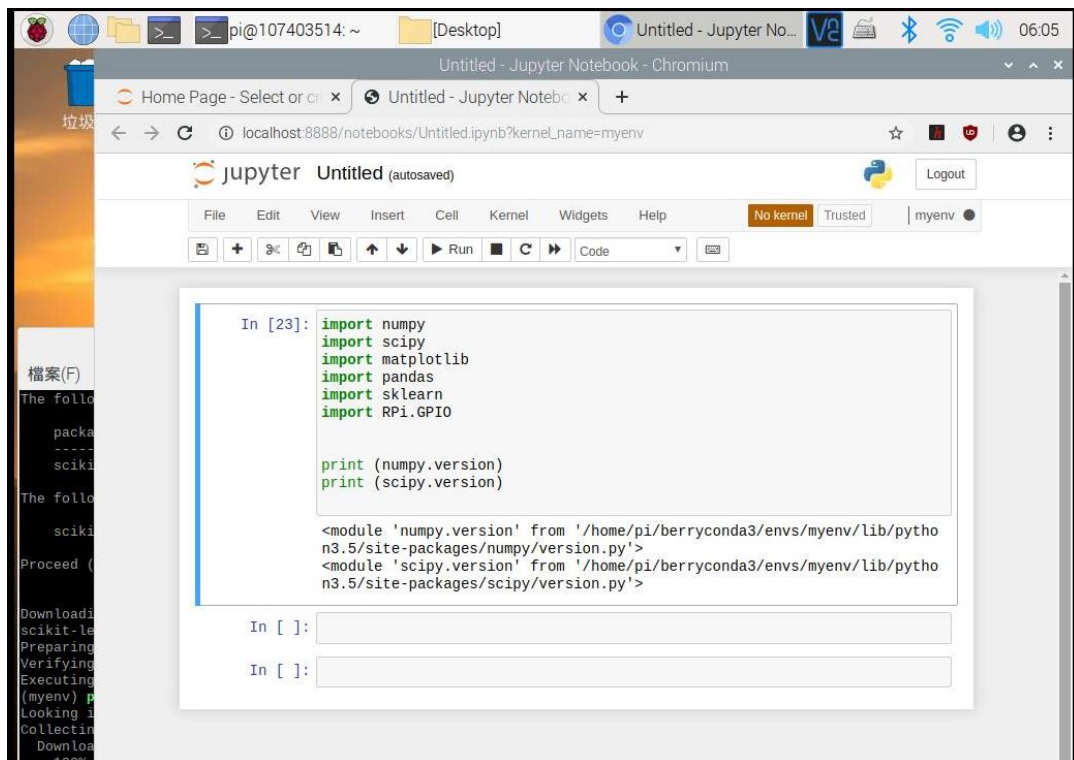 pi@107403514: ~
[Desktop]
Untitled - Jupyter No...
VE
06:05
Untitled - Jupyter Notebook - Chromium
Home Page - Select or cr
Untitled - Jupyter Notebo
垃圾
localhost:8888/notebooks/Untitled.ipynb?kernel_name=myenv
jupyter Untitled (autosaved)
Logout
File Edit View Insert Cell Kernel Widgets Help
No kernel Trusted myenv
Run
Code
In [23]:
import numpy
import scipy
import matplotlib
import pandas
import sklearn
import RPi.GPIO
print (numpy.version)
print (scipy.version)
<module 'numpy.version' from '/home/pi/berryconda3/envs/myenv/lib/pytho
n3.5/site-packages/numpy/version.py'>
<module 'scipy.version' from '/home/pi/berryconda3/envs/myenv/lib/pytho
n3.5/site-packages/scipy/version.py'>
In [ ]:
In [ ]:
檔案(F)
The follo
packa
-----
sciki
The follo
sciki
Proceed (
Downloadi
scikit-le
Preparing
Verifying
Executing
(myenv) p
Looking i
Collectin
Downloa